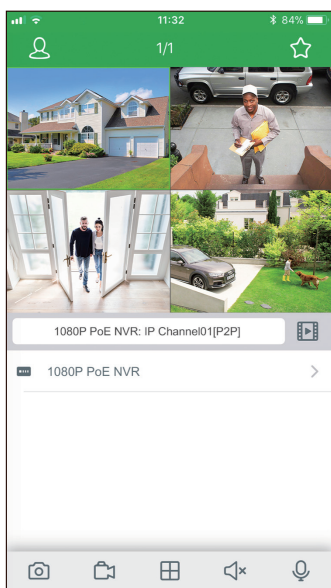 11:32
84%
1/1
1080P PoE NVR: IP Channel01[P2P]
1080P PoE NVR